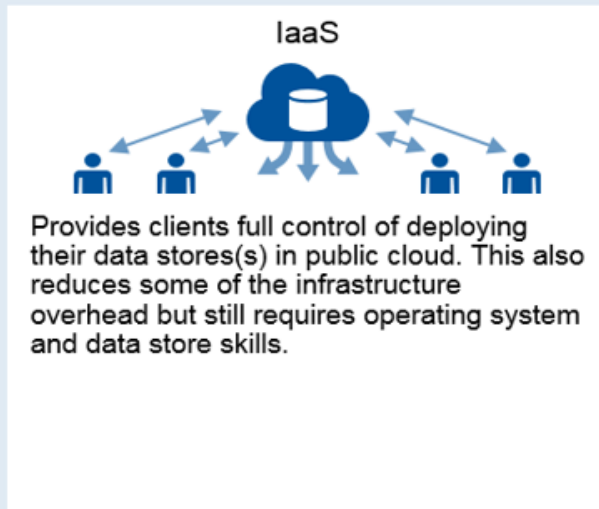 IaaS
Provides clients full control of deploying
their data stores(s) in public cloud. This also
reduces some of the infrastructure
overhead but still requires operating system
and data store skills.